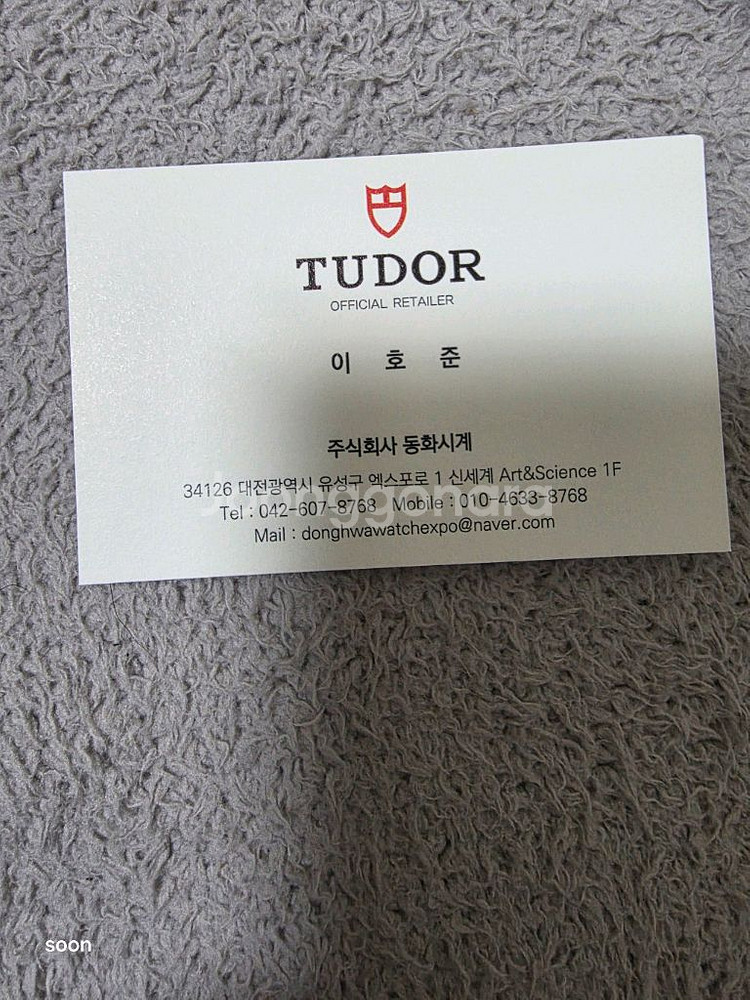 TUDOR
OFFICIAL RETAILER
이 호 준
주식회사 동화시계
34126 대전광역시 유성구 엑스포로 1 신세계 Art&Science 1F
Tel : 042-607-8768 Mobile : 010-4633-8768
Mail : donghwawatchexpo@naver.com
Joonggonara
soon